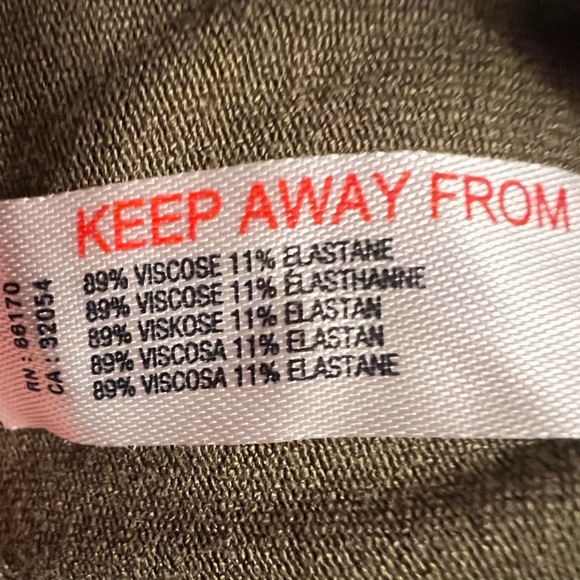 KEEP AWAY FROM
89% VISCOSE 11% ELASTANE
89% VISCOSE 11% ÉLASTHANNE
89% VISKOSE 11% ELASTAN
89% VISCOSA 11% ELASTAN
89% VISCOSA 11% ELASTANE
RN: 66170
CA: 32054